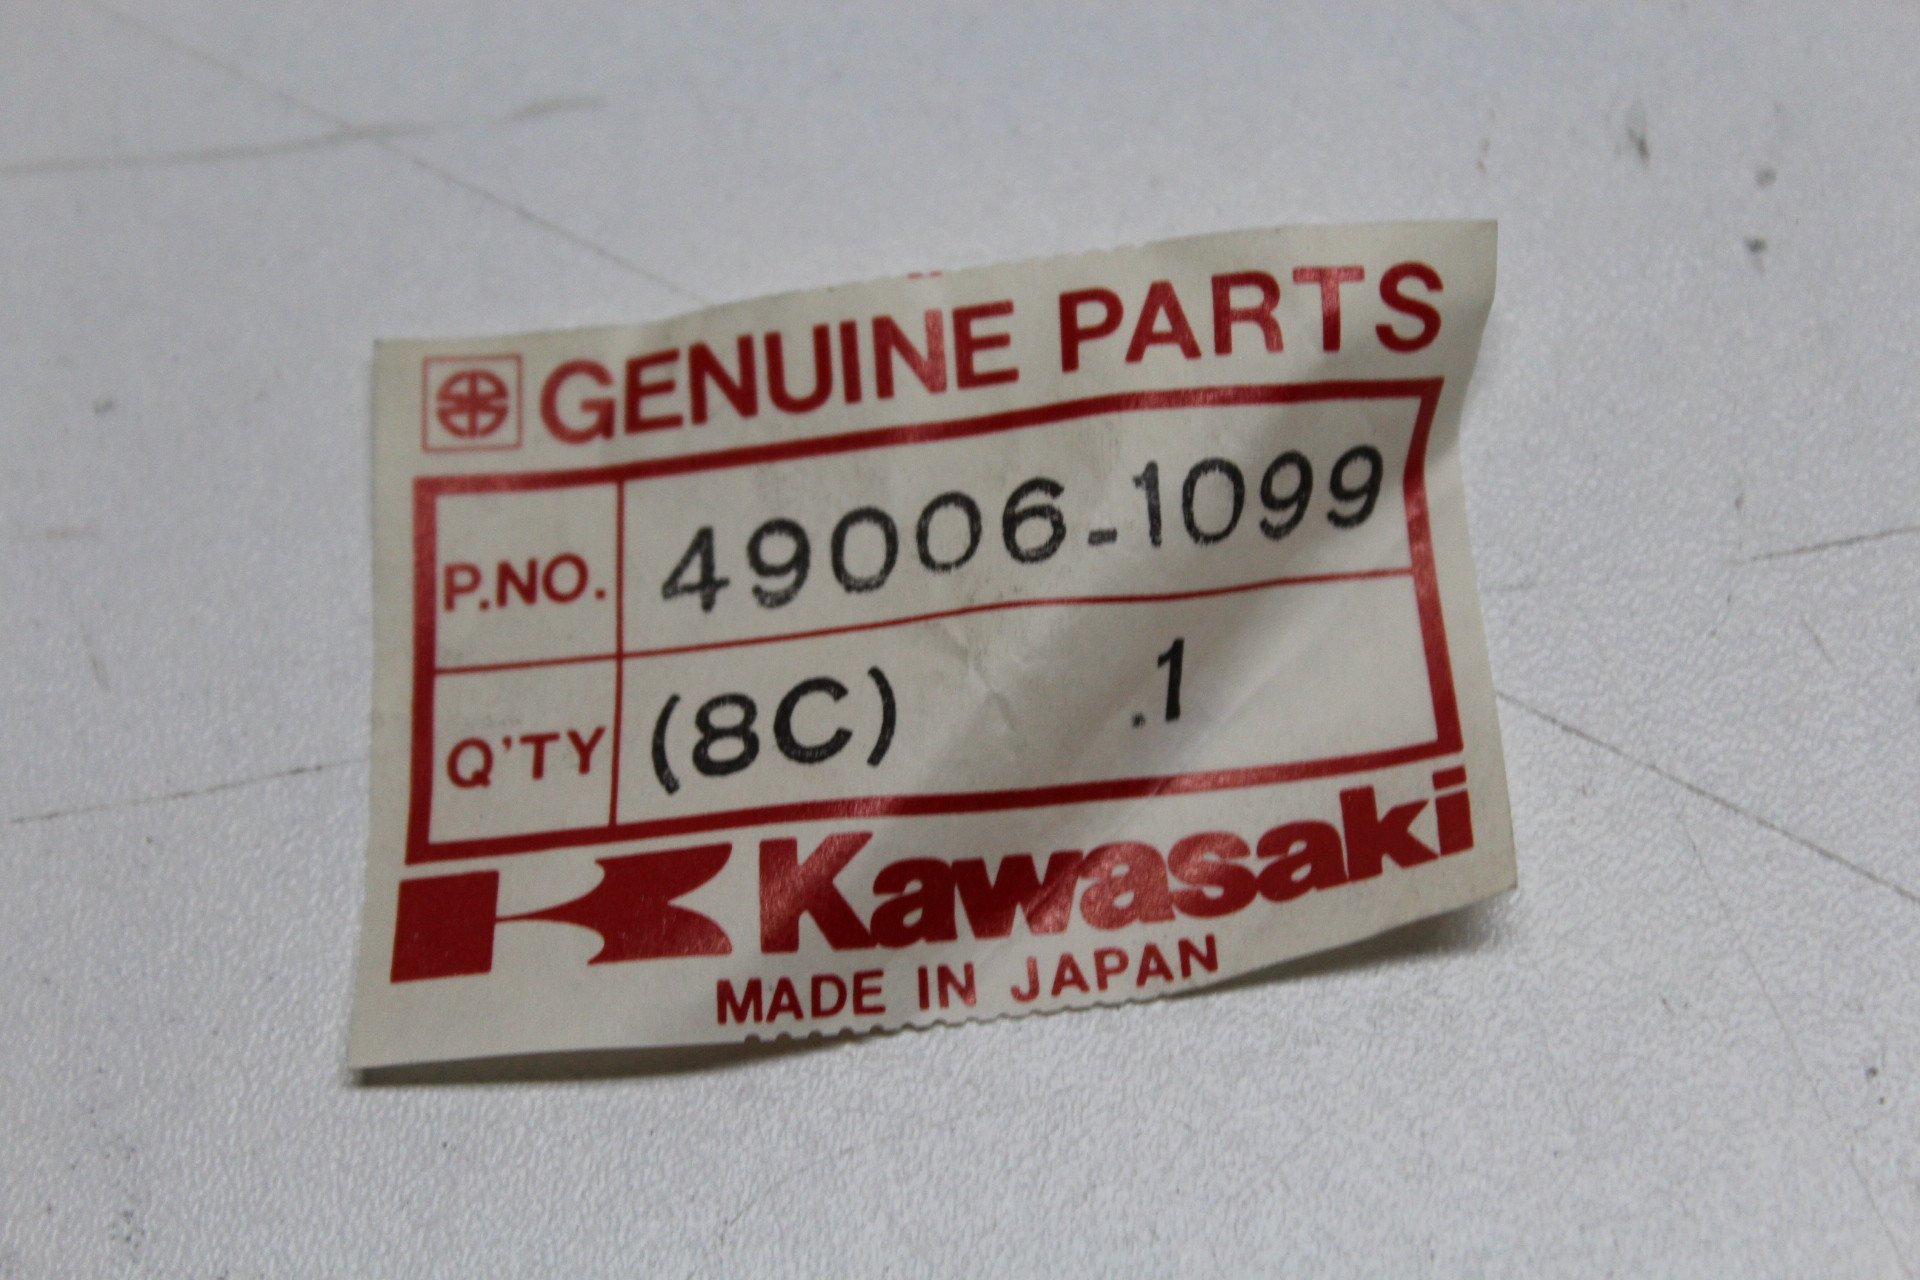 GENUINE PARTS
P.NO. 49006-1099
Q'TY (8C) .1
Kawasaki
MADE IN JAPAN